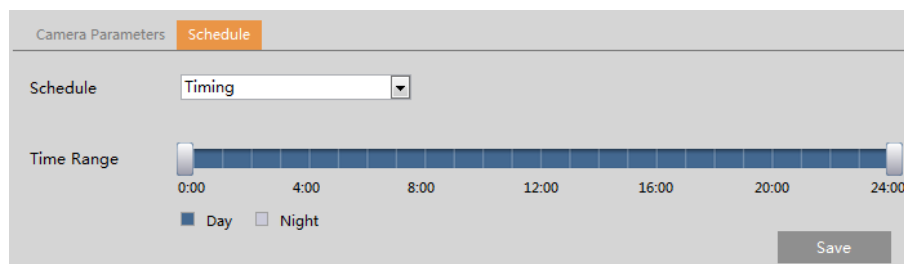 Camera Parameters Schedule
Schedule Timing
Time Range
0:00 4:00 8:00 12:00 16:00 20:00 24:00
Day Night
Save